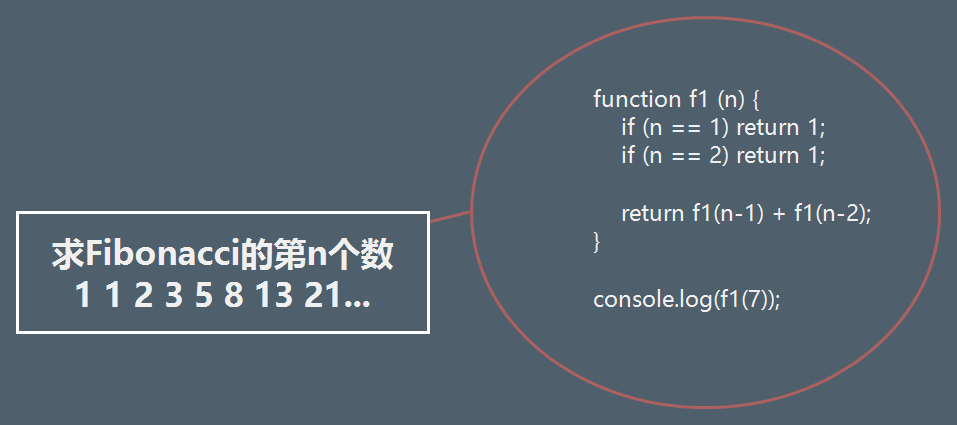 求Fibonacci的第n个数
1 1 2 3 5 8 13 21...
function f1 (n) {
if (n == 1) return 1;
if (n == 2) return 1;
return f1(n-1) + f1(n-2);
}
console.log(f1(7));